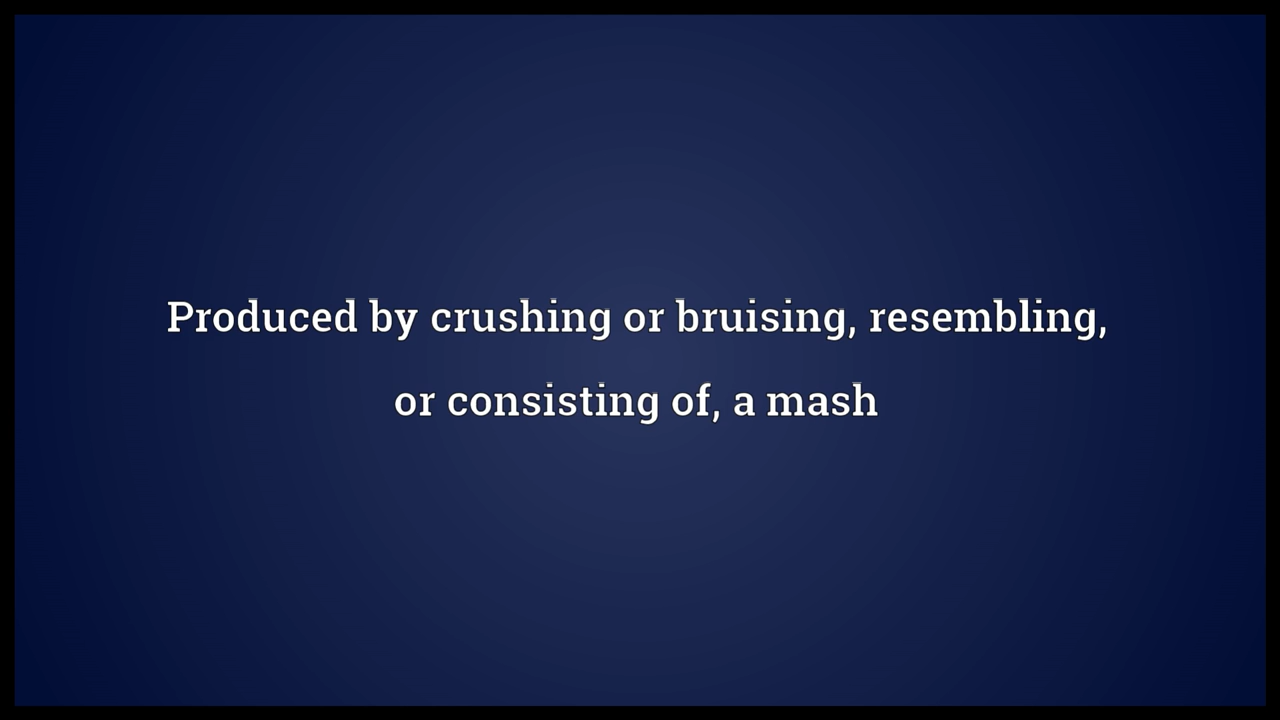 Produced by crushing or bruising, resembling,
or consisting of, a mash